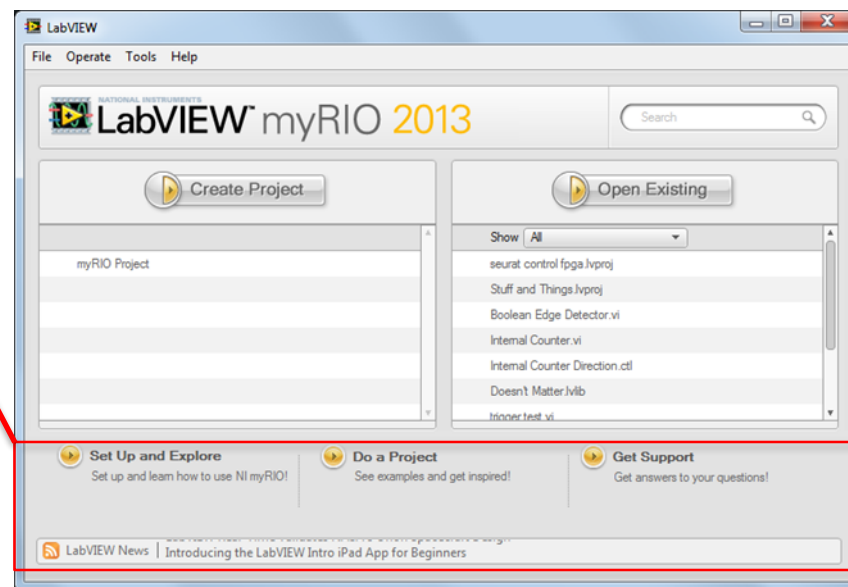 LabVIEW
File Operate Tools Help
NATIONAL INSTRUMENTS
LabVIEW™ myRIO 2013
Search
Create Project
myRIO Project
Open Existing
Show All
seurat control fpga.lvproj
Stuff and Things.lvproj
Boolean Edge Detector.vi
Internal Counter.vi
Internal Counter Direction.ctl
Doesn't Matter.lvlib
trigger test.vi
Set Up and Explore
Set up and learn how to use NI myRIO!
Do a Project
See examples and get inspired!
Get Support
Get answers to your questions!
LabVIEW News
Introducing the LabVIEW Intro iPad App for Beginners